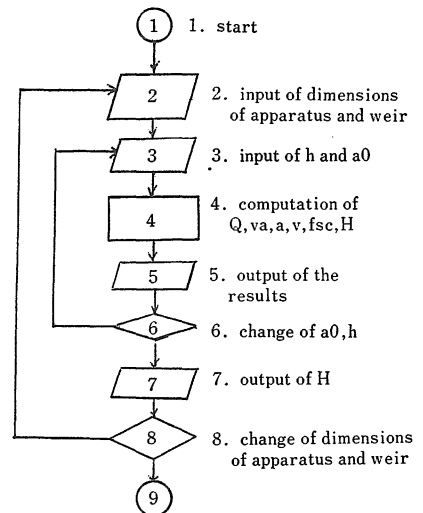 1 1. start
2 2. input of dimensions
of apparatus and weir
3 3. input of h and a0
4 4. computation of
Q,va,a,v,fsc,H
5 5. output of the
results
6 6. change of a0,h
7 7. output of H
8 8. change of dimensions
of apparatus and weir
9